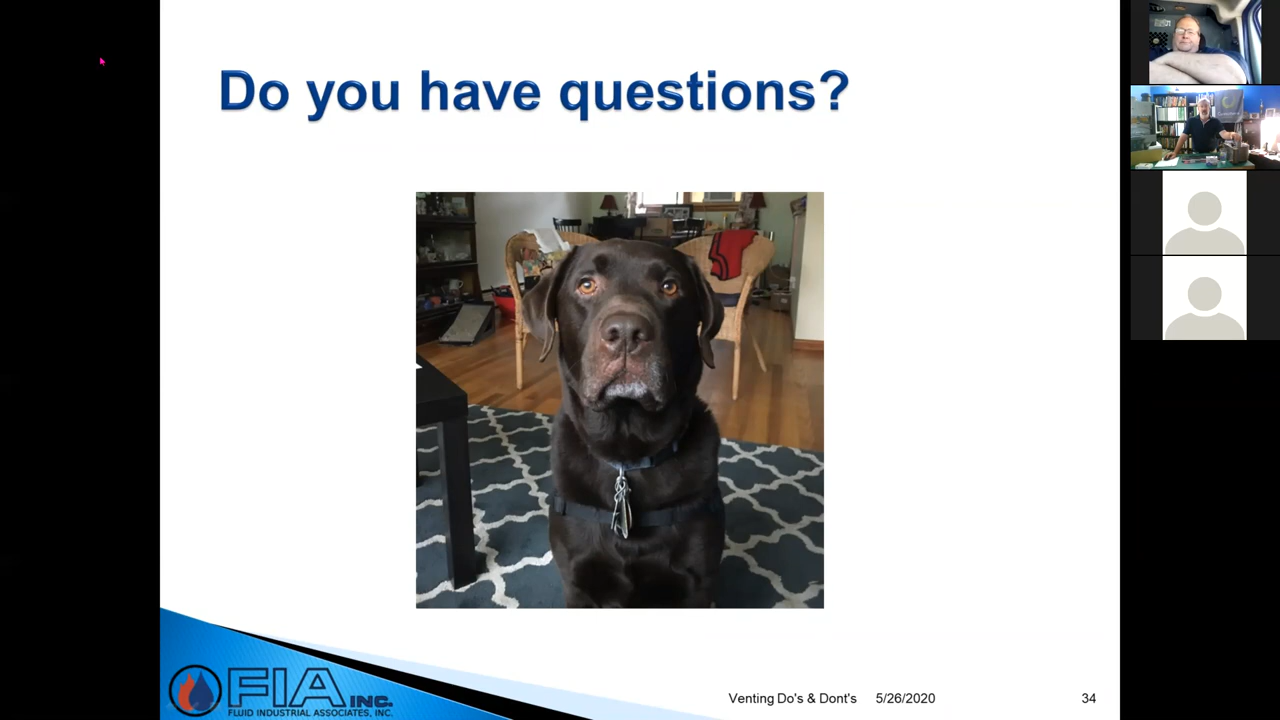 Do you have questions?
FIA INC.
FLUID INDUSTRIAL ASSOCIATES, INC.
Venting Do's & Dont's 5/26/2020 34